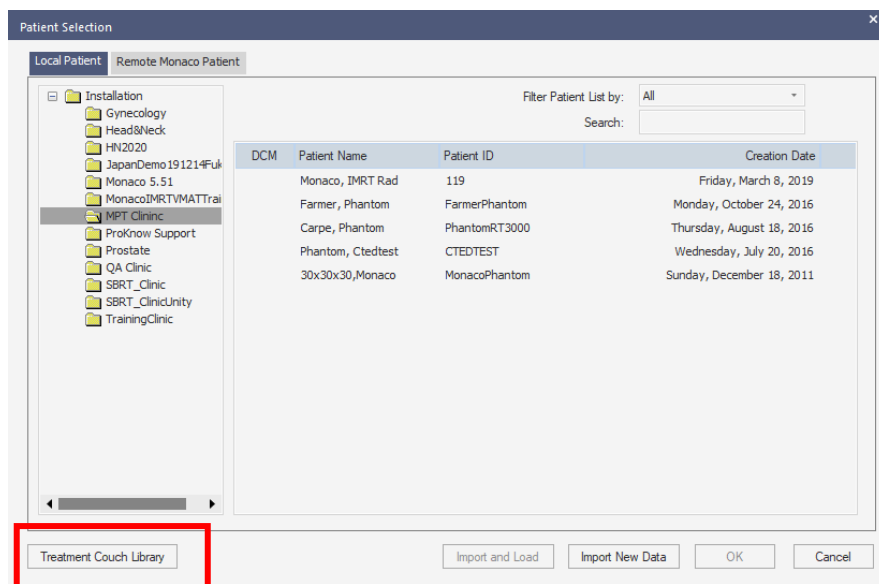 Patient Selection
×
Local Patient
Remote Monaco Patient
Installation
Gynecology
Head&Neck
HN2020
JapanDemo191214Fuk
Monaco 5.51
MonacoIMRTVMATTrai
MPT Clininc
ProKnow Support
Prostate
QA Clinic
SBRT_Clinic
SBRT_ClinicUnity
TrainingClinic
Filter Patient List by: All
Search:
DCM Patient Name Patient ID Creation Date
Monaco, IMRT Rad 119 Friday, March 8, 2019
Farmer, Phantom FarmerPhantom Monday, October 24, 2016
Carpe, Phantom PhantomRT3000 Thursday, August 18, 2016
Phantom, Ctedtest CTEDTEST Wednesday, July 20, 2016
30x30x30,Monaco MonacoPhantom Sunday, December 18, 2011
Treatment Couch Library
Import and Load
Import New Data
OK
Cancel